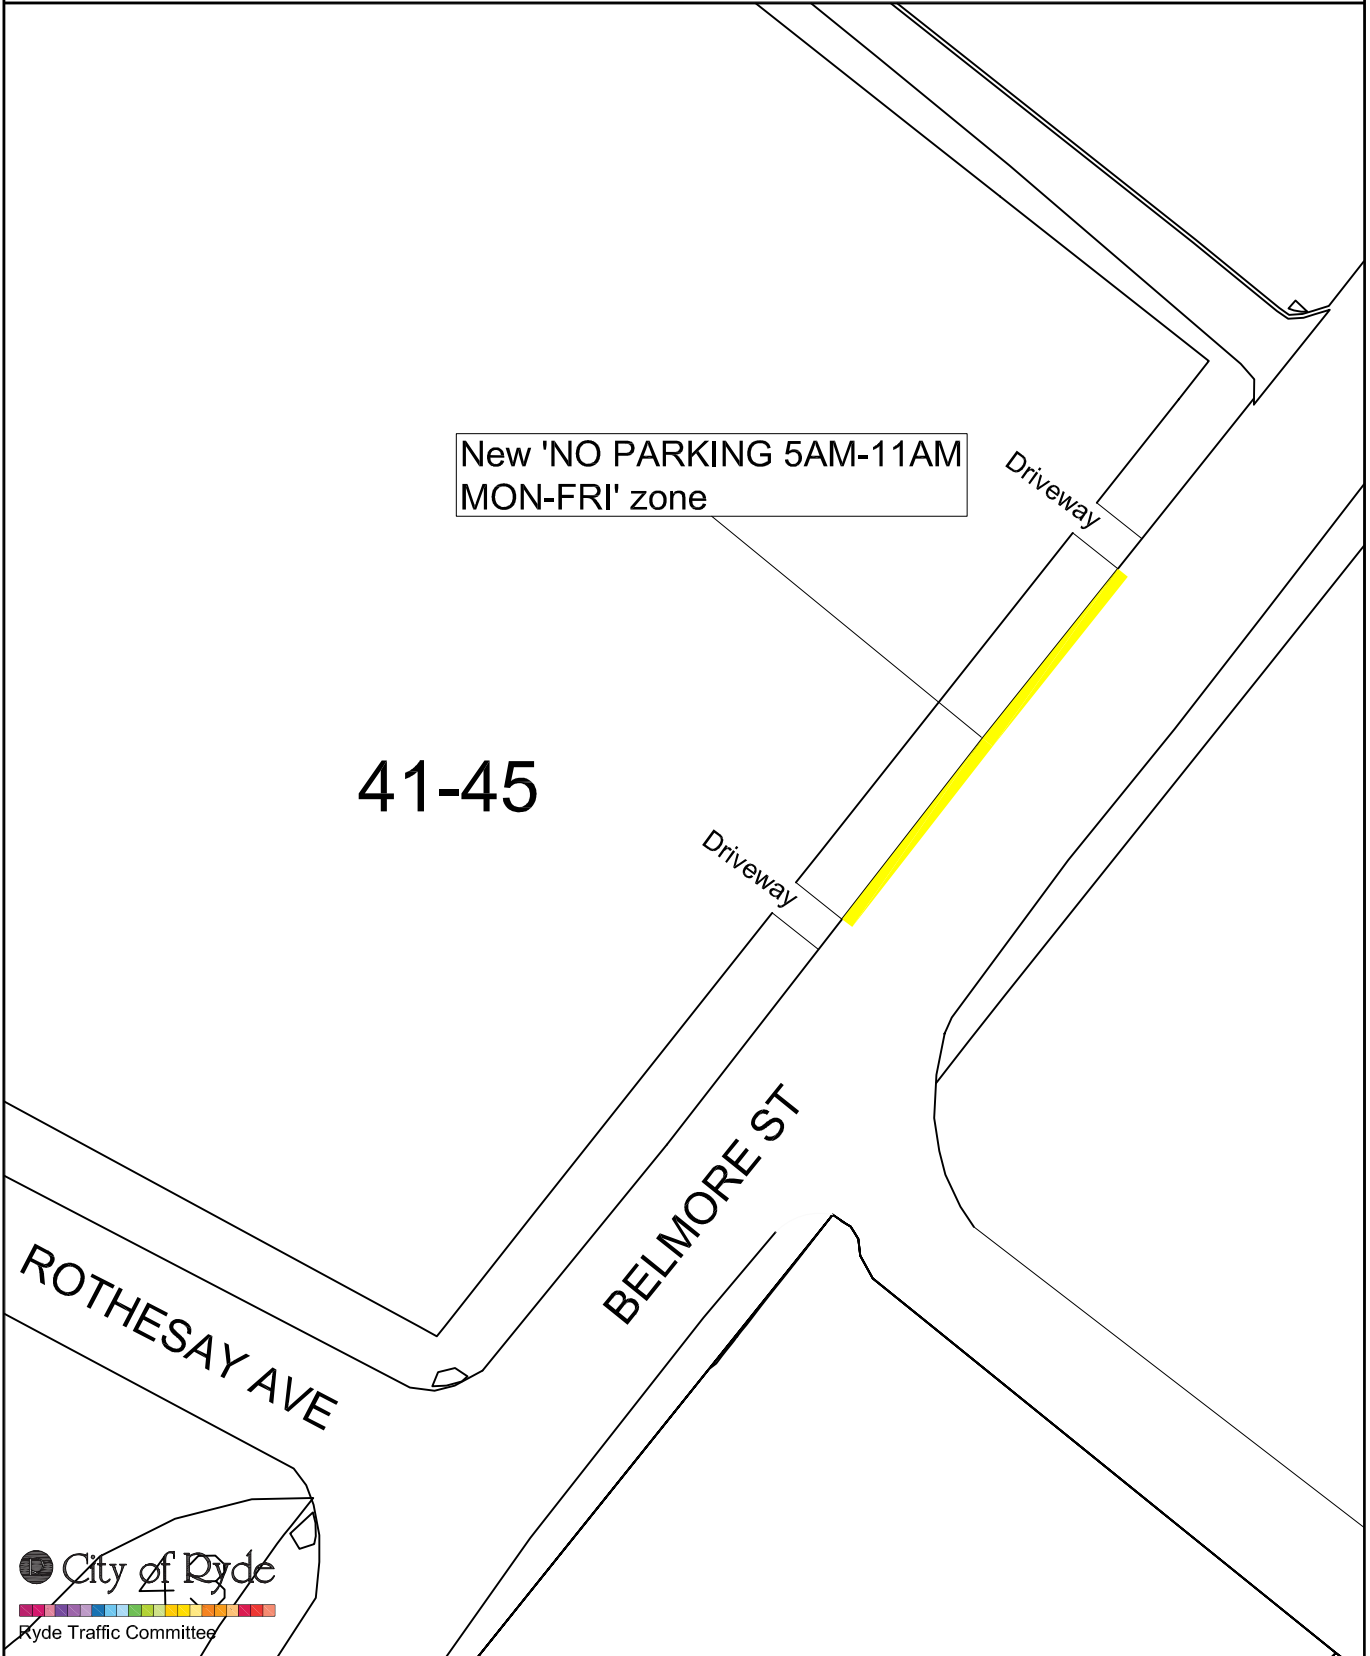 New 'NO PARKING 5AM-11AM
MON-FRI' zone
Driveway
41-45
Driveway
BELMORE ST
ROTHESAY AVE
City of Ryde
43
Ryde Traffic Committee